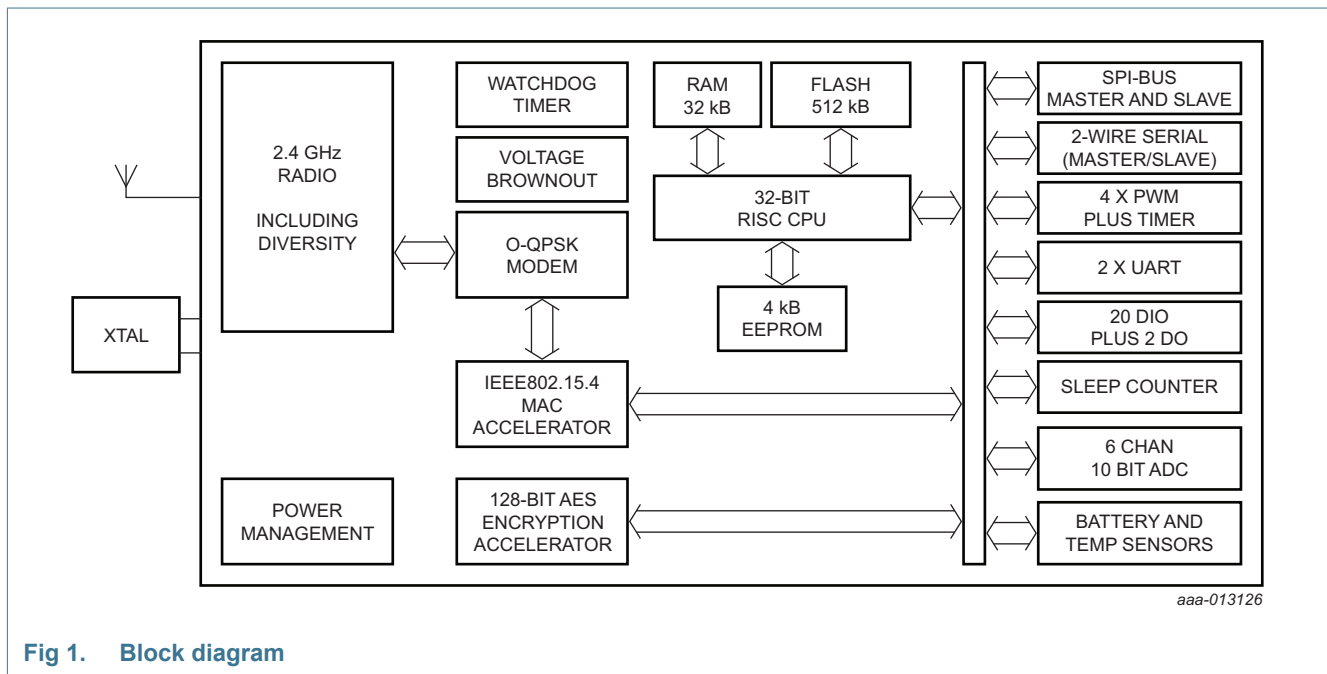 2.4 GHz
RADIO
INCLUDING
DIVERSITY
XTAL
POWER
MANAGEMENT
WATCHDOG
TIMER
VOLTAGE
BROWNOUT
O-QPSK
MODEM
IEEE802.15.4
MAC
ACCELERATOR
128-BIT AES
ENCRYPTION
ACCELERATOR
RAM
32 kB
FLASH
512 kB
32-BIT
RISC CPU
4 kB
EEPROM
SPI-BUS
MASTER AND SLAVE
2-WIRE SERIAL
(MASTER/SLAVE)
4 X PWM
PLUS TIMER
2 X UART
20 DIO
PLUS 2 DO
SLEEP COUNTER
6 CHAN
10 BIT ADC
BATTERY AND
TEMP SENSORS
aaa-013126
Fig 1. Block diagram